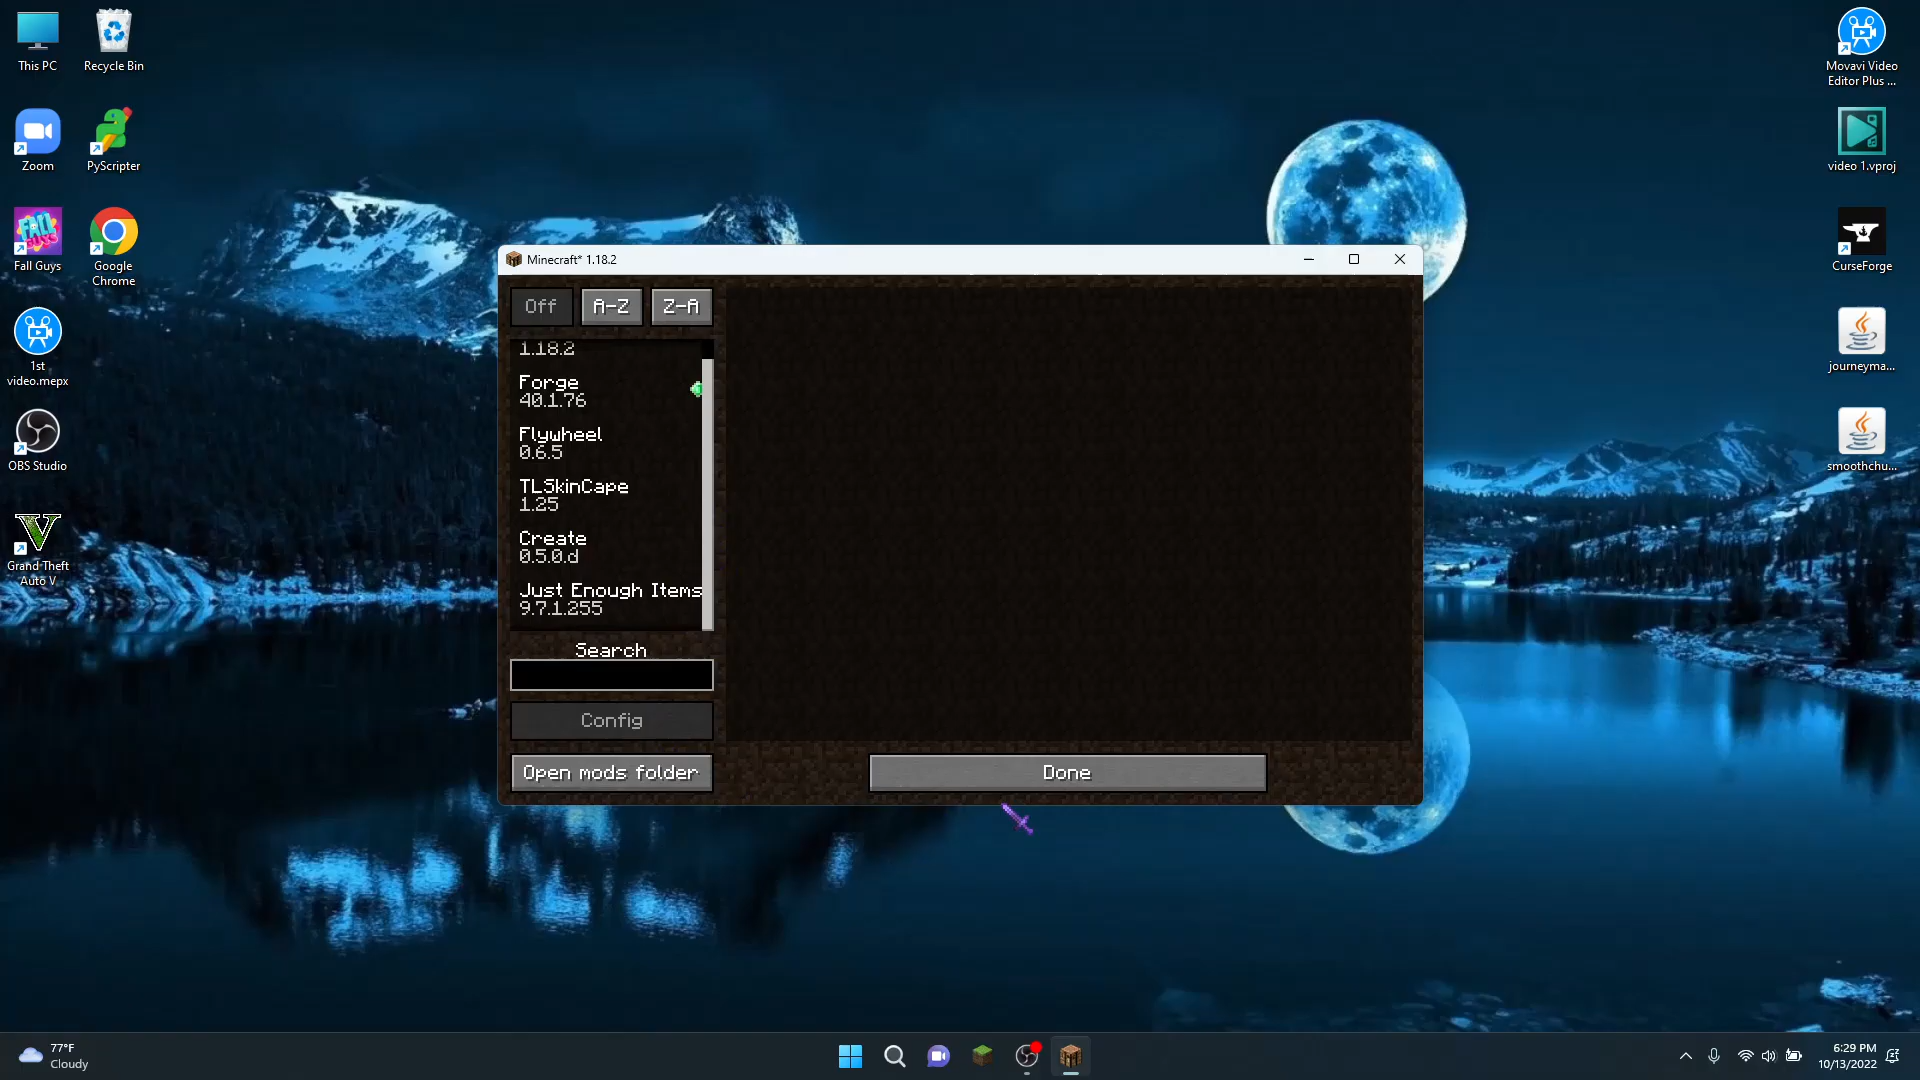 This PC
Recycle Bin
Zoom
PyScripter
Fall Guys
Google
Chrome
1st
video.mepx
OBS Studio
Grand Theft
Auto V
Movavi Video
Editor Plus ...
video 1.vproj
CurseForge
journeyma...
smoothchu...
Minecraft* 1.18.2
Off
A-Z
Z-A
1.18.2
Forge
40.1.76
Flywheel
0.6.5
TLSkinCape
1.25
Create
0.5.0.d
Just Enough Items
9.7.1.255
Search
Config
Open mods folder
Done
77°F
Cloudy
6:29 PM
10/13/2022